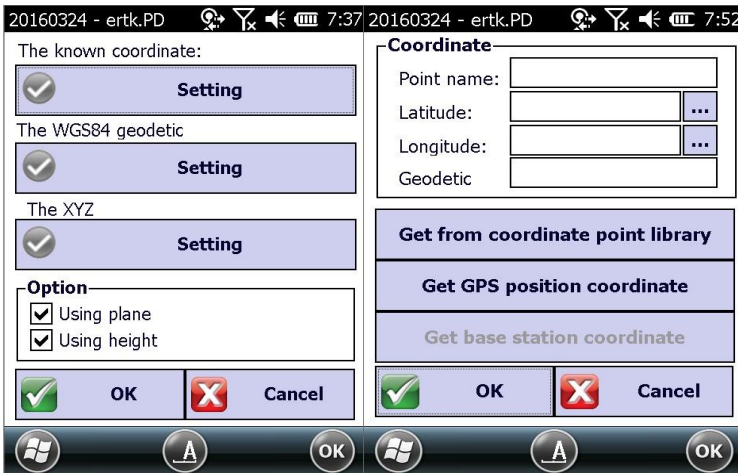 20160324 - ertk.PD 7:37
The known coordinate:
Setting
The WGS84 geodetic
Setting
The XYZ
Setting
Option
Using plane
Using height
OK Cancel
A OK
20160324 - ertk.PD 7:52
Coordinate
Point name:
Latitude: ...
Longitude: ...
Geodetic
Get from coordinate point library
Get GPS position coordinate
Get base station coordinate
OK Cancel
A OK